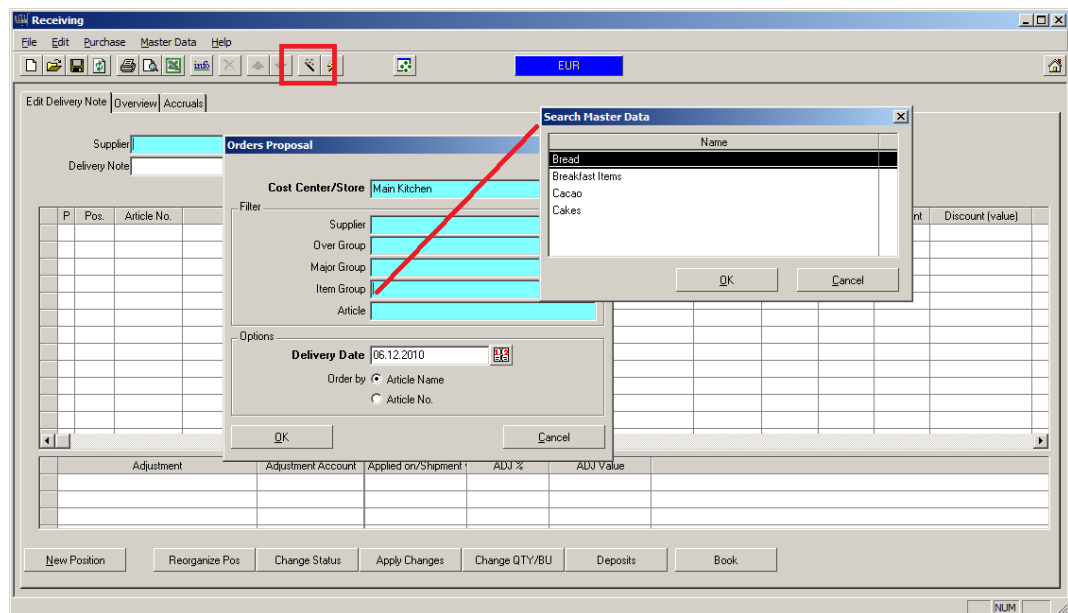 Receiving
File Edit Purchase Master Data Help
info
EUR
Edit Delivery Note Overview Accruals
Supplier
Delivery Note
P Pos. Article No.
nt Discount (value)
Orders Proposal
Cost Center/Store Main Kitchen
Filter
Supplier
Over Group
Major Group
Item Group
Article
Options
Delivery Date 06.12.2010
Order by Article Name
Article No.
OK Cancel
Search Master Data
Name
Bread
Breakfast Items
Cacao
Cakes
OK Cancel
Adjustment Adjustment Account Applied on/Shipment ADJ % ADJ Value
New Position Reorganize Pos Change Status Apply Changes Change QTY/BU Deposits Book
NUM